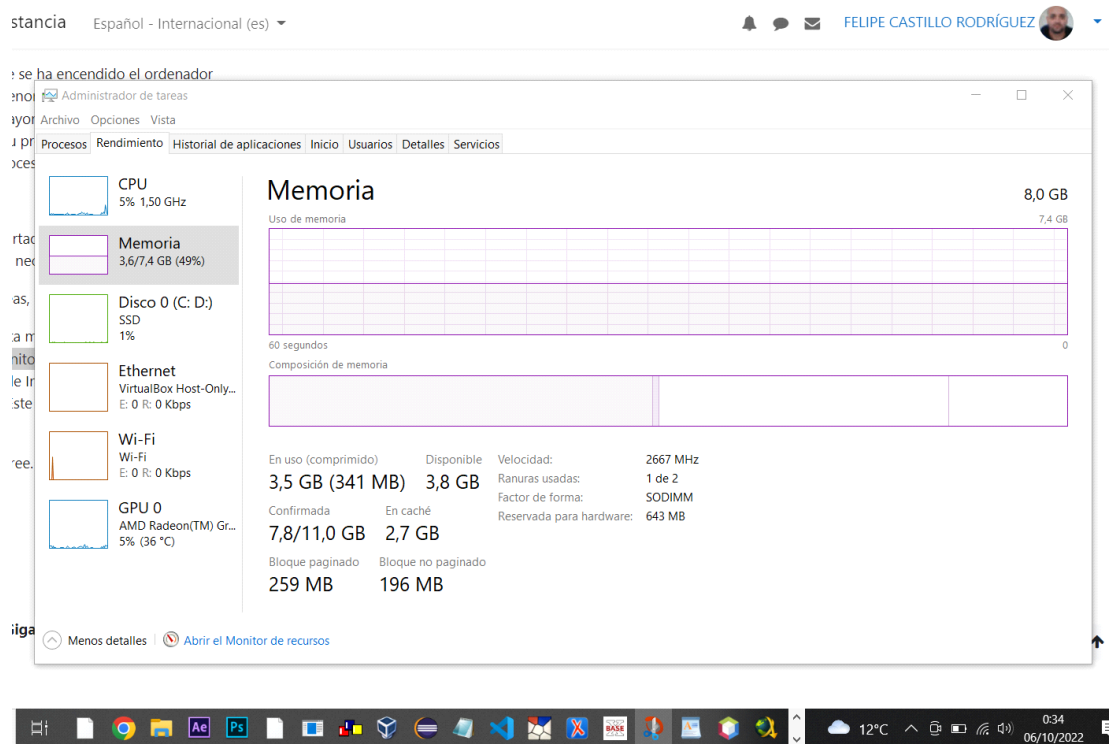 stancia Español - Internacional (es)
FELIPE CASTILLO RODRÍGUEZ
se ha encendido el ordenador
Administrador de tareas
Archivo Opciones Vista
Procesos Rendimiento Historial de aplicaciones Inicio Usuarios Detalles Servicios
CPU
5% 1,50 GHz
Memoria
3,6/7,4 GB (49%)
Disco 0 (C: D:)
SSD
1%
Ethernet
VirtualBox Host-Only...
E: 0 R: 0 Kbps
Wi-Fi
Wi-Fi
E: 0 R: 0 Kbps
GPU 0
AMD Radeon(TM) Gr...
5% (36 °C)
Memoria 8,0 GB
Uso de memoria 7,4 GB
60 segundos 0
Composición de memoria
En uso (comprimido) Disponible
3,5 GB (341 MB) 3,8 GB
Confirmada En caché
7,8/11,0 GB 2,7 GB
Bloque paginado Bloque no paginado
259 MB 196 MB
Velocidad: 2667 MHz
Ranuras usadas: 1 de 2
Factor de forma: SODIMM
Reservada para hardware: 643 MB
Menos detalles Abrir el Monitor de recursos
Ae Ps BASE
12°C 0:34
06/10/2022